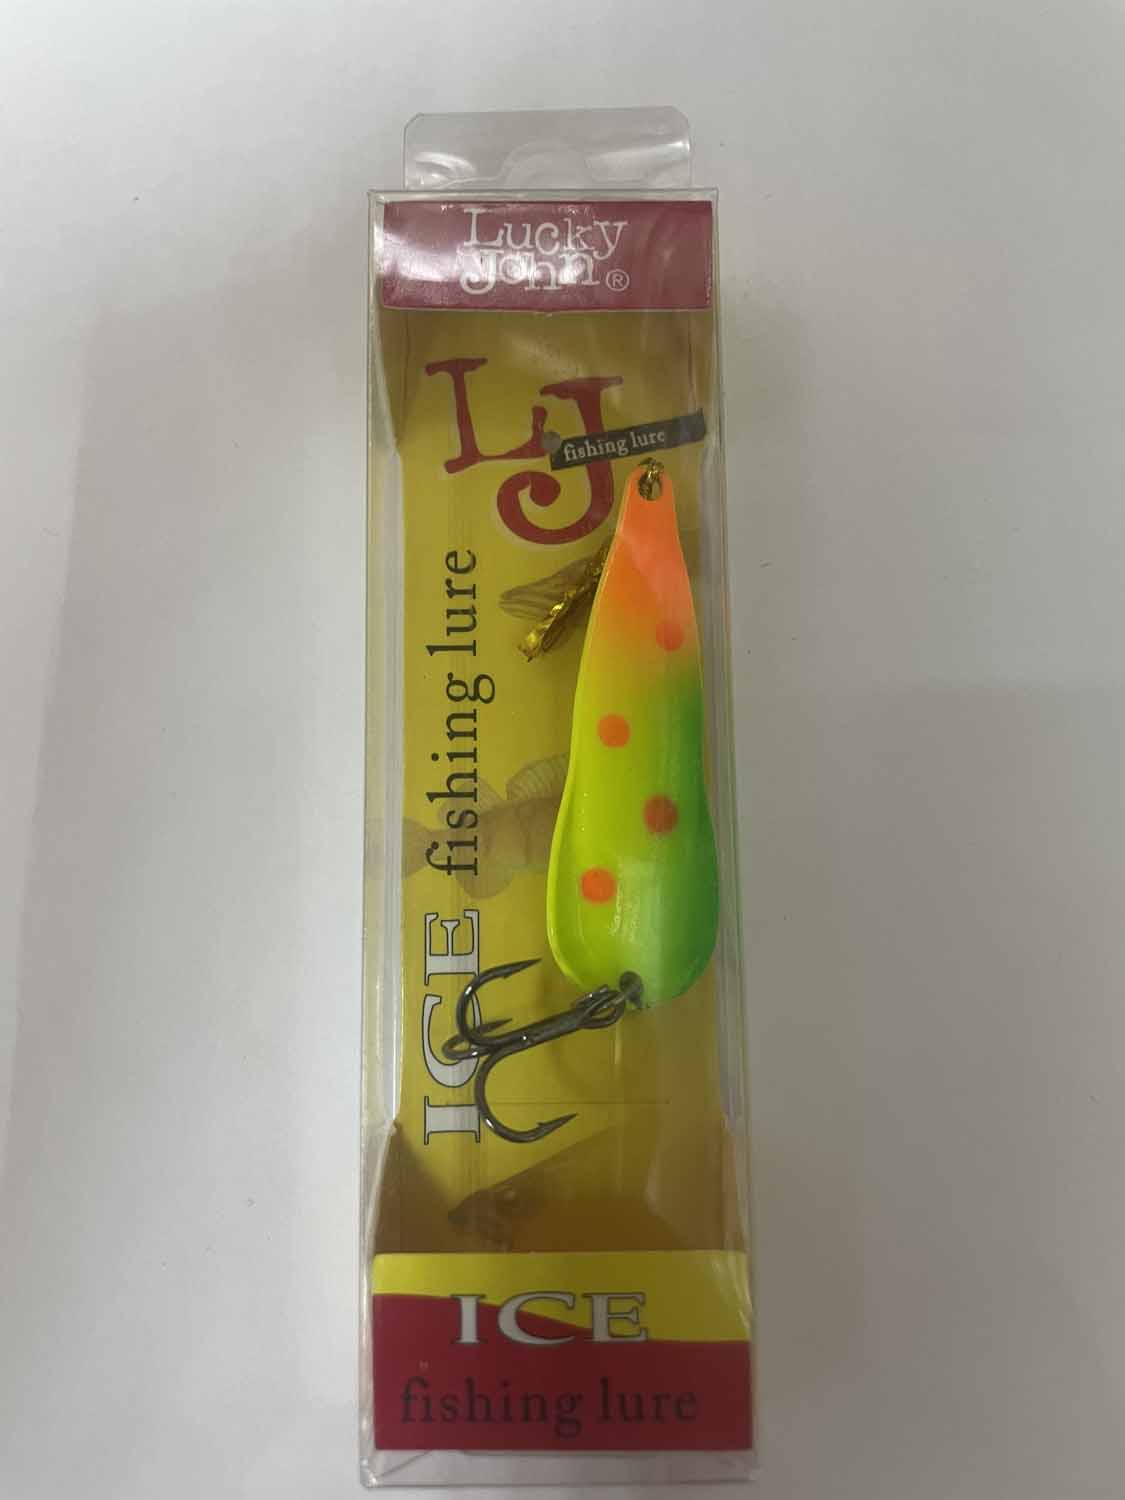 Lucky
John®
LJ
fishing lure
ICE fishing lure
ICE
fishing lure